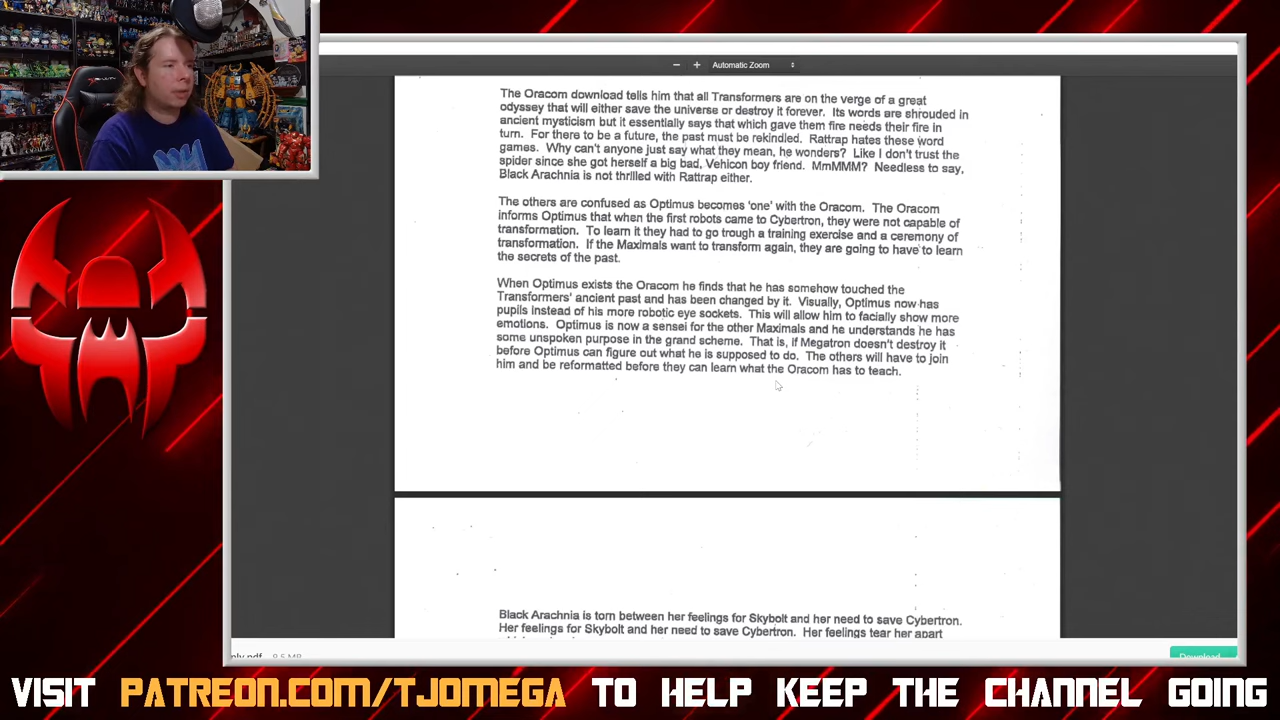 Automatic Zoom
The Oracom download tells him that all Transformers are on the verge of a great
odyssey that will either save the universe or destroy it forever. Its words are shrouded in
ancient mysticism but it essentially says that which gave them fire needs their fire in
turn. For there to be a future, the past must be rekindled. Rattrap hates these word
games. Why can't anyone just say what they mean, he wonders? Like I don't trust the
spider since she got herself a big bad, Vehicon boy friend. MmMMM? Needless to say,
Black Arachnia is not thrilled with Rattrap either.
The others are confused as Optimus becomes 'one' with the Oracom. The Oracom
informs Optimus that when the first robots came to Cybertron, they were not capable of
transformation. To learn it they had to go trough a training exercise and a ceremony of
transformation. If the Maximals want to transform again, they are going to have to learn
the secrets of the past.
When Optimus exists the Oracom he finds that he has somehow touched the
Transformers' ancient past and has been changed by it. Visually, Optimus now has
pupils instead of his more robotic eye sockets. This will allow him to facially show more
emotions. Optimus is now a sensei for the other Maximals and he understands he has
some unspoken purpose in the grand scheme. That is, if Megatron doesn't destroy it
before Optimus can figure out what he is supposed to do. The others will have to join
him and be reformatted before they can learn what the Oracom has to teach.
Black Arachnia is torn between her feelings for Skybolt and her need to save Cybertron.
Her feelings for Skybolt and her need to save Cybertron. Her feelings tear her apart
9.5 MB
Download
VISIT PATREON.COM/TJOMEGA TO HELP KEEP THE CHANNEL GOING